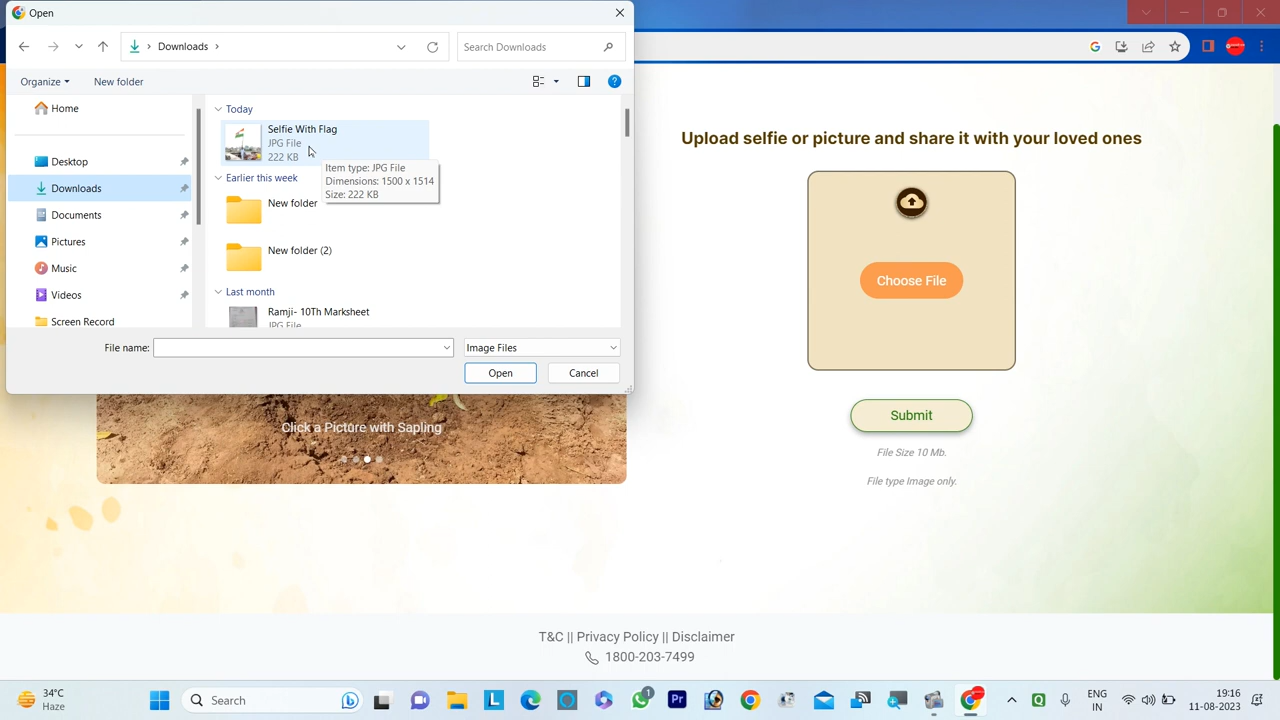 Open
Downloads
Search Downloads
Organize
New folder
Home
Desktop
Downloads
Documents
Pictures
Music
Videos
Screen Record
Today
Selfie With Flag
JPG File
222 KB
Item type: JPG File
Dimensions: 1500 x 1514
Size: 222 KB
Earlier this week
New folder
New folder (2)
Last month
Ramji- 10Th Marksheet
JPG File
File name:
Image Files
Open
Cancel
Click a Picture with Sapling
Upload selfie or picture and share it with your loved ones
Choose File
Submit
File Size 10 Mb.
File type Image only.
T&C || Privacy Policy || Disclaimer
1800-203-7499
34°C
Haze
Search
1
ENG
IN
19:16
11-08-2023